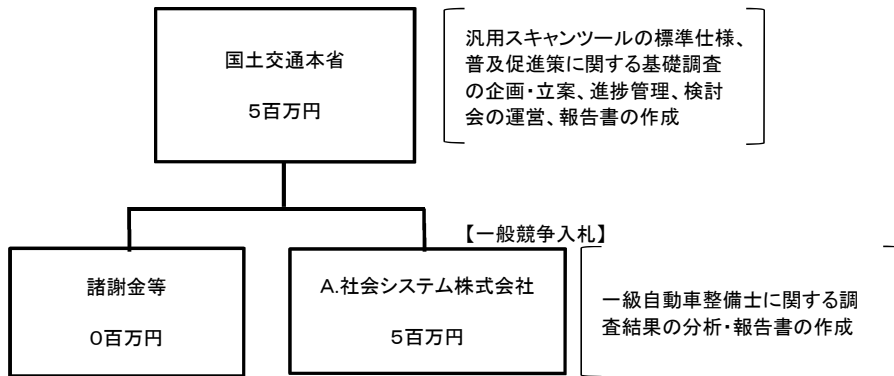 国土交通本省
5百万円
汎用スキャンツールの標準仕様、
普及促進策に関する基礎調査
の企画・立案、進捗管理、検討
会の運営、報告書の作成
【一般競争入札】
諸謝金等
0百万円
A.社会システム株式会社
5百万円
一級自動車整備士に関する調
査結果の分析・報告書の作成